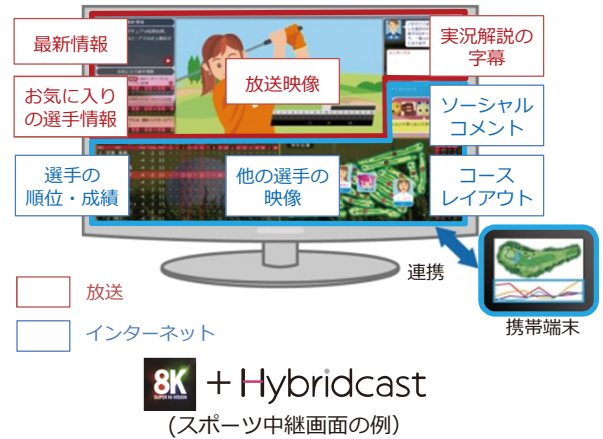 最新情報
実況解説の
字幕
放送映像
お気に入り
の選手情報
ソーシャル
コメント
選手の
順位・成績
他の選手の
映像
コース
レイアウト
連携
放送
インターネット
携帯端末
8K
SUPER Hi-VISION
+ Hybridcast
(スポーツ中継画面の例)